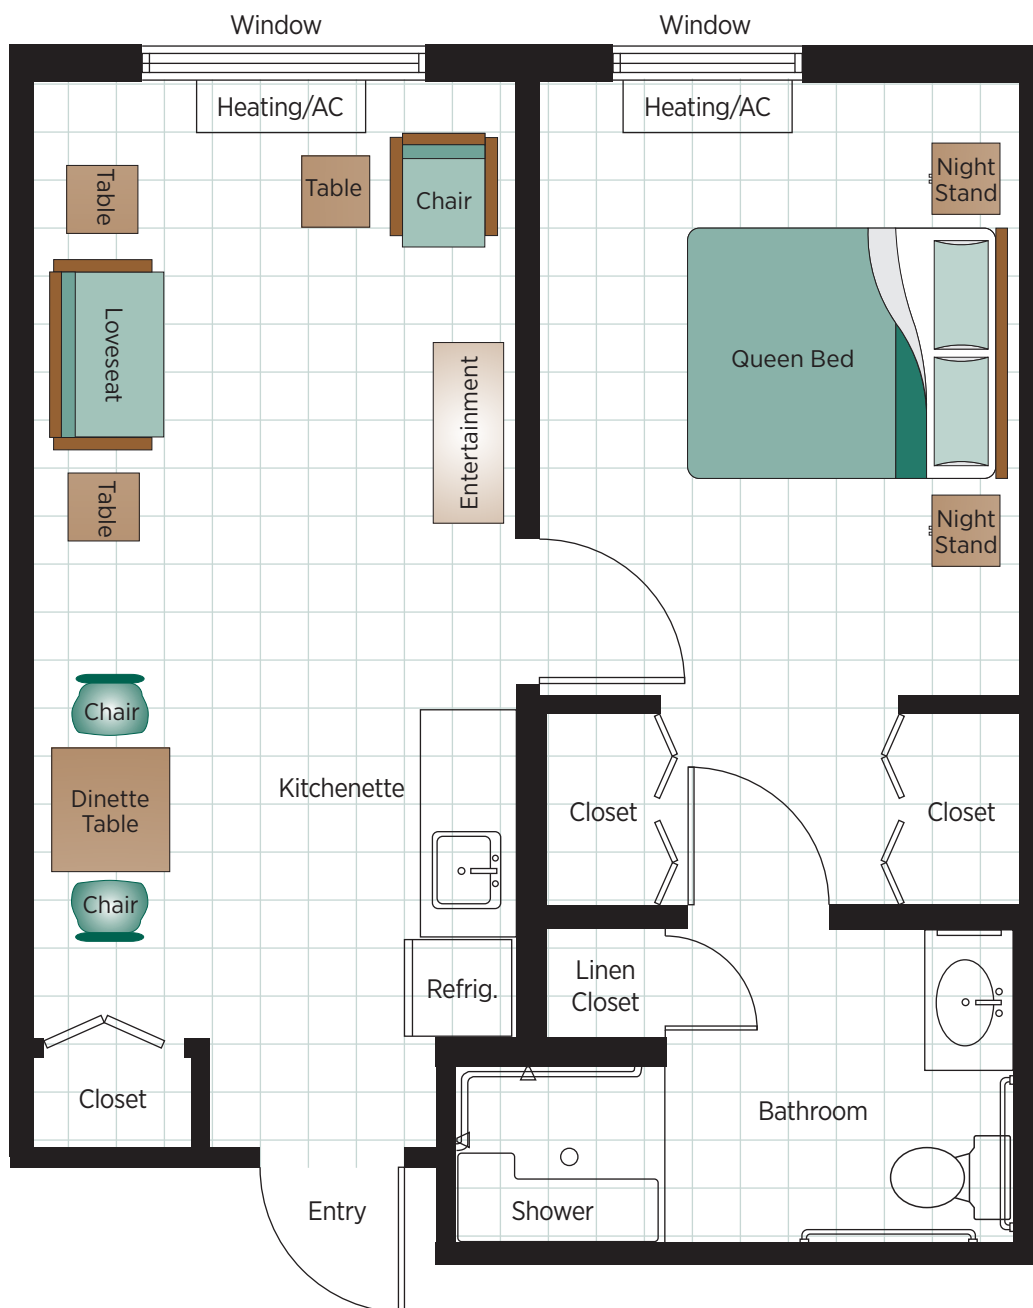 Window
Window
Heating/AC
Heating/AC
Table
Table
Chair
Night
Stand
Loveseat
Queen Bed
Entertainment
Table
Night
Stand
Chair
Dinette
Table
Kitchenette
Closet
Closet
Chair
Refrig.
Linen
Closet
Closet
Bathroom
Entry
Shower